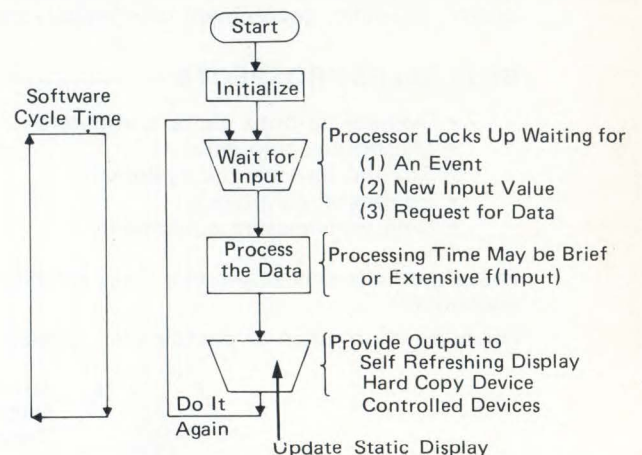 Start
Initialize
Software
Cycle Time
Wait for
Input
Processor Locks Up Waiting for
(1) An Event
(2) New Input Value
(3) Request for Data
Process
the Data
Processing Time May be Brief
or Extensive f(Input)
Provide Output to
Self Refreshing Display
Hard Copy Device
Controlled Devices
Do It
Again
Update Static Display